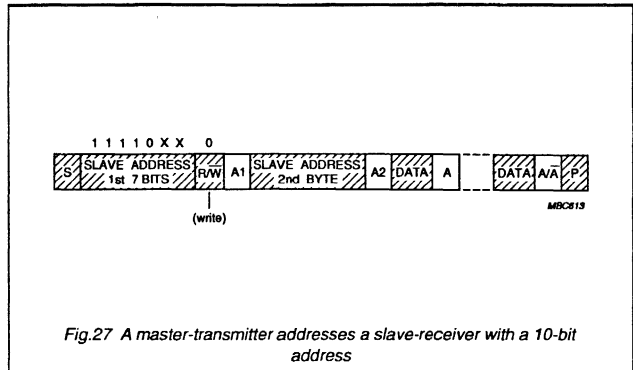 1 1 1 1 0 X X 0
S SLAVE ADDRESS 1st 7 BITS R/W̅ A1 SLAVE ADDRESS 2nd BYTE A2 DATA A DATA A/A̅ P
(write)
MBC613
Fig.27 A master-transmitter addresses a slave-receiver with a 10-bit
address